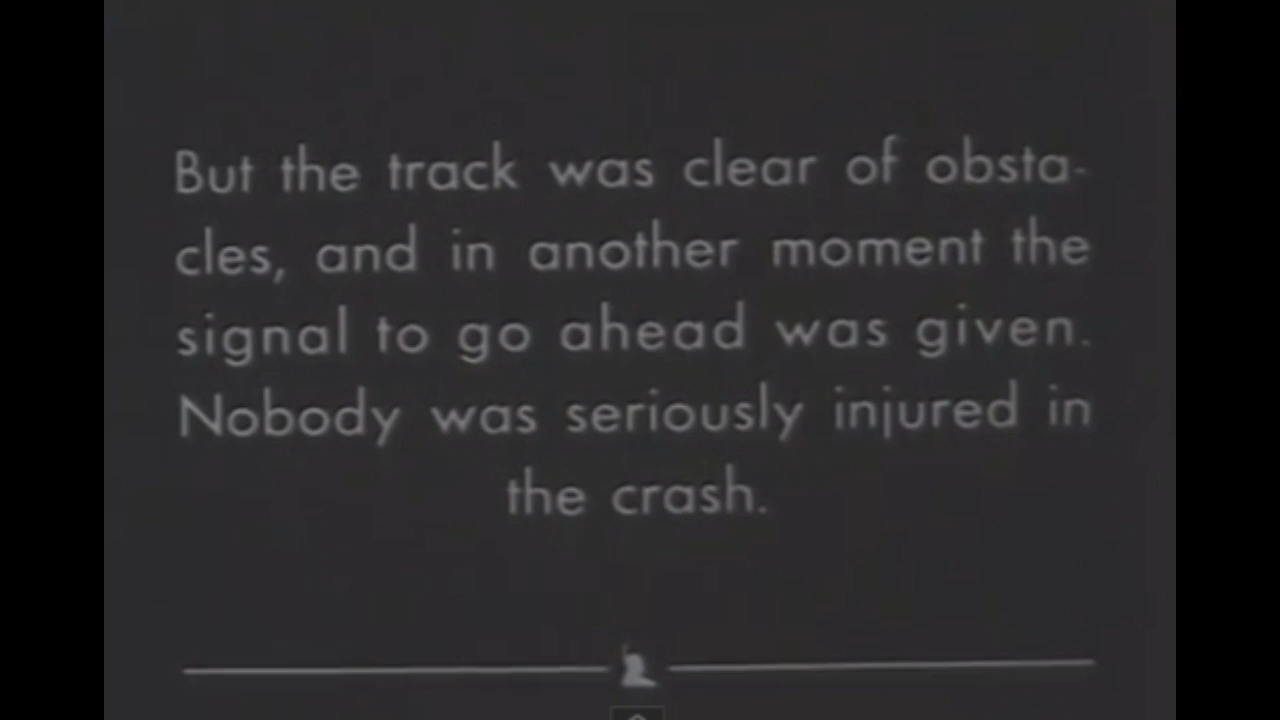 But the track was clear of obsta-
cles, and in another moment the
signal to go ahead was given.
Nobody was seriously injured in
the crash.